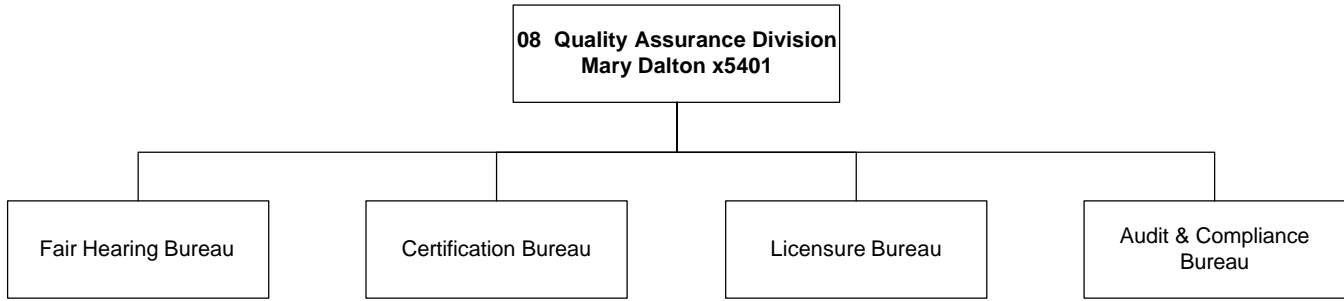 08 Quality Assurance Division
Mary Dalton x5401
Fair Hearing Bureau
Certification Bureau
Licensure Bureau
Audit & Compliance
Bureau